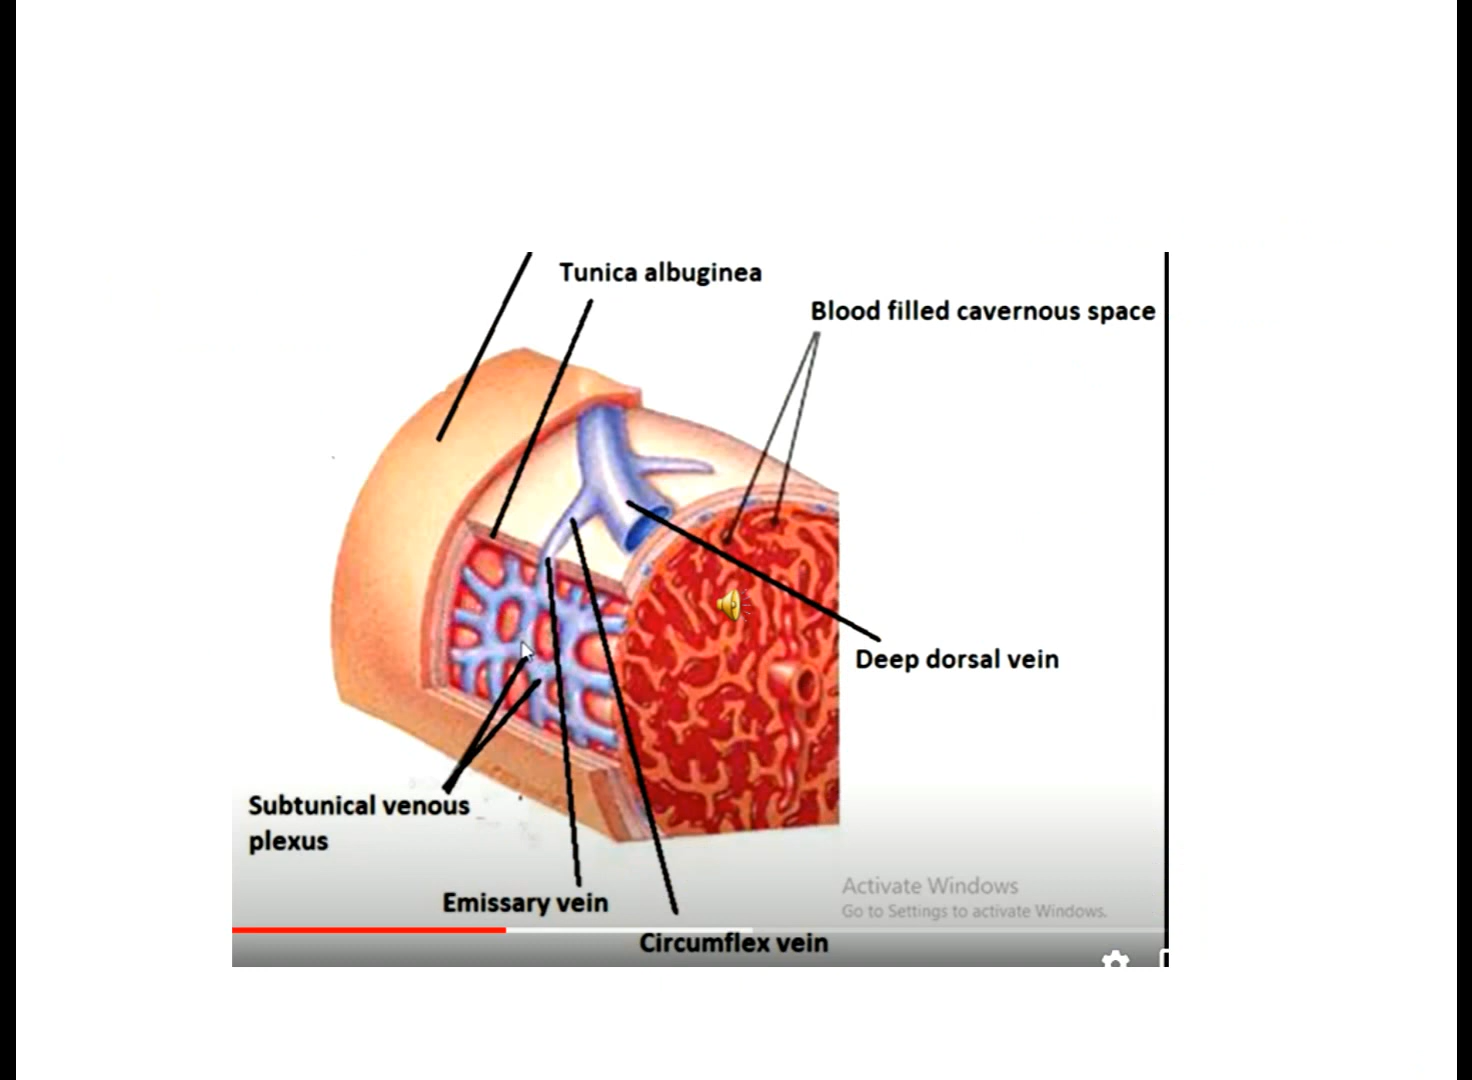 Tunica albuginea
Blood filled cavernous space
Deep dorsal vein
Subtunical venous
plexus
Emissary vein
Circumflex vein
Activate Windows
Go to Settings to activate Windows.